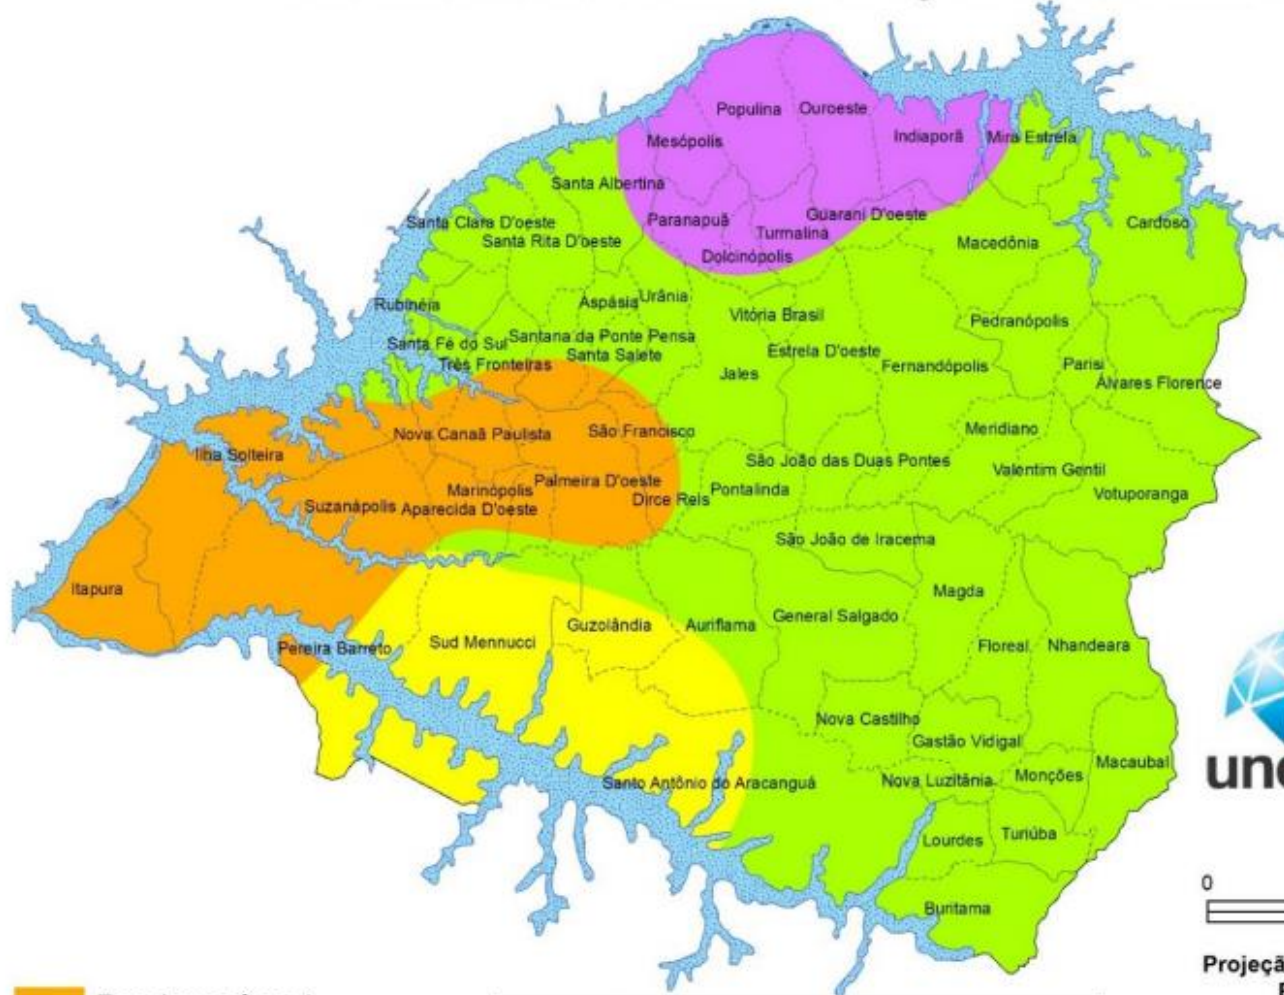 Populina
Ouroeste
Mesópolis
Indiaporã
Mira Estrela
Santa Albertina
Santa Clara D'oeste
Paranapuã
Guarani D'oeste
Cardoso
Santa Rita D'oeste
Turmalina
Macedônia
Dolcinópolis
Rubinéia
Aspásia
Urânia
Vitória Brasil
Pedranópolis
Santa Fé do Sul
Santana da Ponte Pensa
Santa Salete
Estrela D'oeste
Três Fronteiras
Jales
Fernandópolis
Parisi
Álvares Florence
Nova Canaã Paulista
São Francisco
Meridiano
Ilha Solteira
São João das Duas Pontes
Valentim Gentil
Marinópolis
Palmeira D'oeste
Dirce Reis
Pontalinda
Votuporanga
Suzanápolis
Aparecida D'oeste
São João de Iracema
Itapura
Magda
General Salgado
Guzolândia
Auriflama
Sud Mennucci
Pereira Barreto
Floreal
Nhandeara
Nova Castilho
Gastão Vidigal
Macaubal
Santo Antônio do Aracanguá
Nova Luzitânia
Monções
Turiúba
Lourdes
Buritama
0